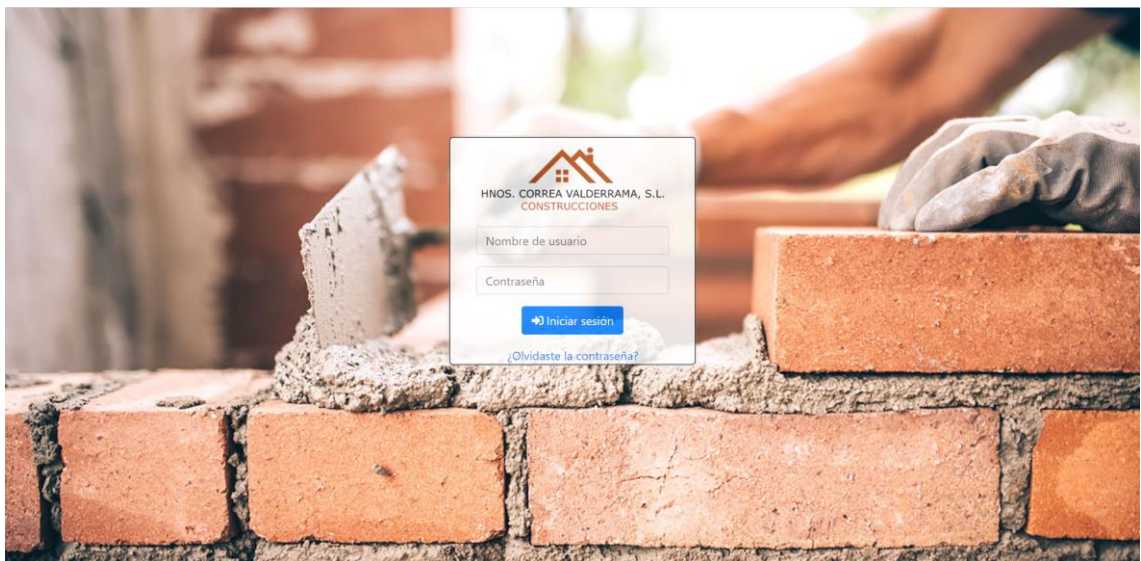 HNOS. CORREA VALDERRAMA, S.L.
CONSTRUCCIONES
Nombre de usuario
Contraseña
Iniciar sesión
¿Olvidaste la contraseña?